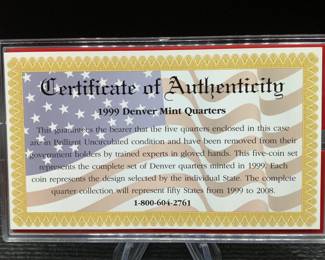 Certificate of Authenticity
1999 Denver Mint Quarters
This guarantees the bearer that the five quarters enclosed in this case
are in Brilliant Uncirculated condition and have been removed from their
government holders by trained experts in gloved hands. This five-coin set
represents the complete set of Denver quarters minted in 1999. Each
coin represents the design selected by the individual State. The complete
quarter collection will represent fifty States from 1999 to 2008.
1-800-604-2761